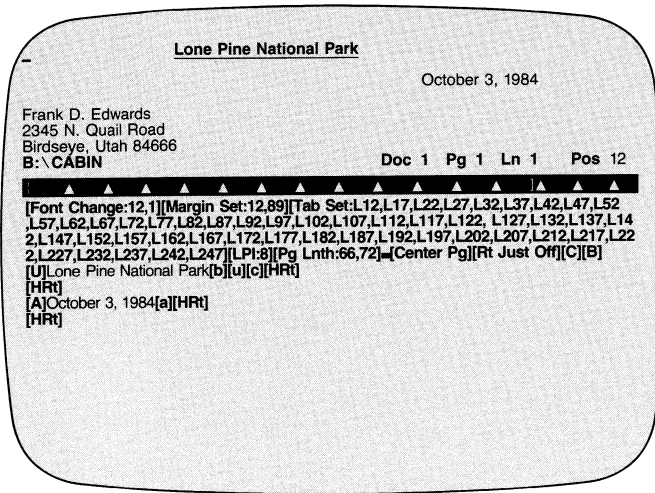 Lone Pine National Park
October 3, 1984
Frank D. Edwards
2345 N. Quail Road
Birdseye, Utah 84666
B:\CABIN Doc 1 Pg 1 Ln 1 Pos 12
[Font Change:12,1][Margin Set:12,89][Tab Set:L12,L17,L22,L27,L32,L37,L42,L47,L52
,L57,L62,L67,L72,L77,L82,L87,L92,L97,L102,L107,L112,L117,L122, L127,L132,L137,L14
2,L147,L152,L157,L162,L167,L172,L177,L182,L187,L192,L197,L202,L207,L212,L217,L22
2,L227,L232,L237,L242,L247][LPI:8][Pg Lnth:66,72][Center Pg][Rt Just Off][C][B]
[U]Lone Pine National Park[b][u][c][HRt]
[HRt]
[A]October 3, 1984[a][HRt]
[HRt]